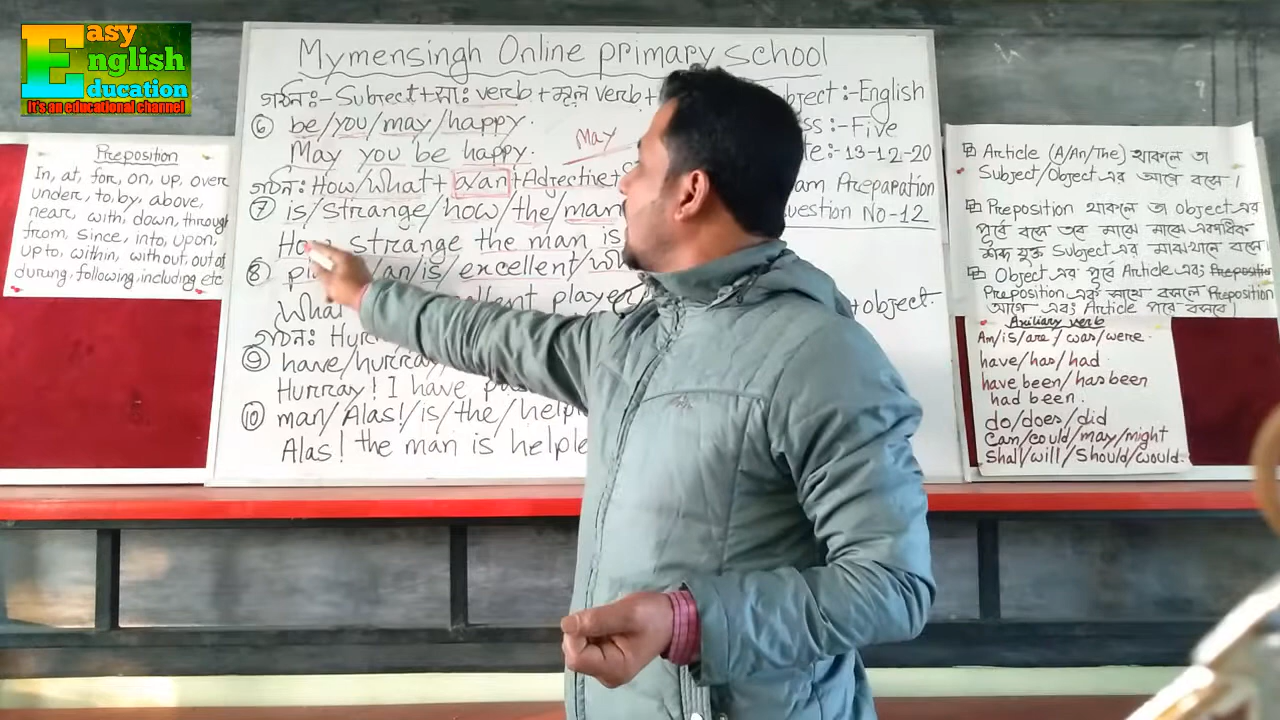 Easy
English
Education
It's an educational channel
Mymensingh Online primary school
গঠন:- Subject+সাঃ verb+মূল verb+ Subject:-English
⑥ be/you/may/happy.
:-Five
May you be happy. May
:-13-12-20
গঠন: How/What+ a/an +Adjective+
Preparation
⑦ is/strange/how/the/man
uestion No-12
How strange the man is
⑧ /an/is/excellent/
What player + object.
গঠন:
⑨ have/hurray/
Hurray! I have
⑩ man/Alas!/is/the/
Alas! the man is
Preposition
In, at, for, on, up, over
under, to, by, above,
near, with, down, through
from, since, into, upon,
up to, within, without, out of
during, following, including etc
Article (A/An/The) থাকলে তা
Subject/Object এর আগে বসে।
Preposition থাকলে তা object এর
পূর্বে বসে তবে মাঝে মাঝে একাধিক
শব্দ যুক্ত Subject এর মাঝখানে বসে।
Object এর পূর্বে Article এবং Preposition
Preposition এক সাথে বসলে Preposition
আগে এবং Article পরে বসবে।
Auxiliary verb
Am/is/are/was/were.
have/has/had.
have been/has been
had been.
do/does/did
can/could/may/might
Shall/will/Should/would.